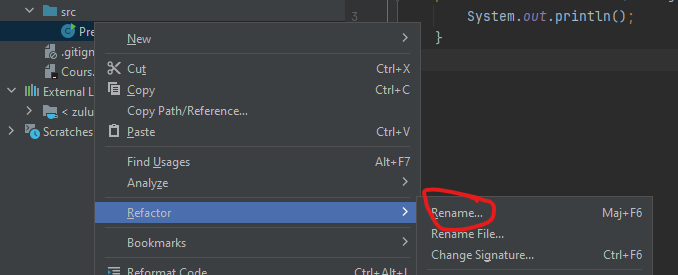 src
3
System.out.println();
}
Pre
.gitign
Cours.
External L
< zulu
Scratches
New
Cut Ctrl+X
Copy Ctrl+C
Copy Path/Reference...
Paste Ctrl+V
Find Usages Alt+F7
Analyze
Refactor
Bookmarks
Reformat Code Ctrl+Alt+L
Rename... Maj+F6
Rename File...
Change Signature... Ctrl+F6